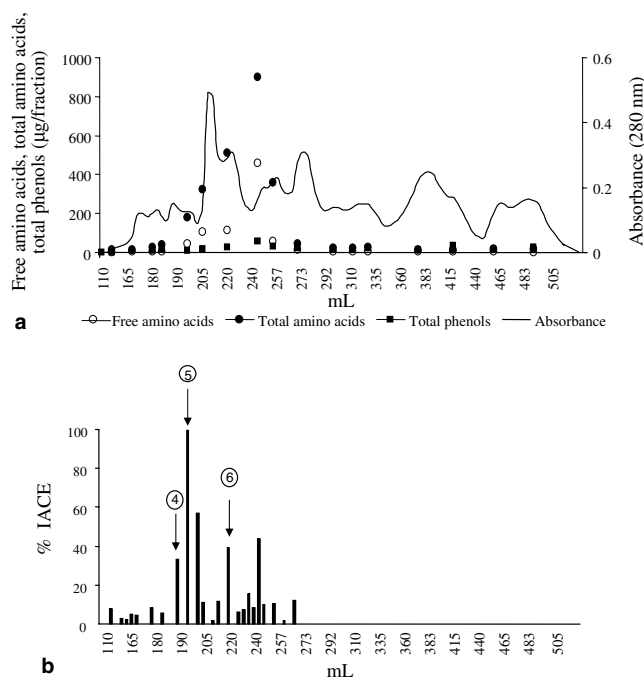 Free amino acids, total amino acids,
total phenols (µg/fraction)
1000
800
600
400
200
0
0.6
0.4
0.2
0
Absorbance (280 nm)
110 165 180 190 205 220 240 257 273 292 310 335 360 383 415 440 465 483 505
mL
a
Free amino acids Total amino acids Total phenols Absorbance
5
4
6
% IACE
100
80
60
40
20
0
110 165 180 190 205 220 240 257 273 292 310 335 360 383 415 440 465 483 505
mL
b